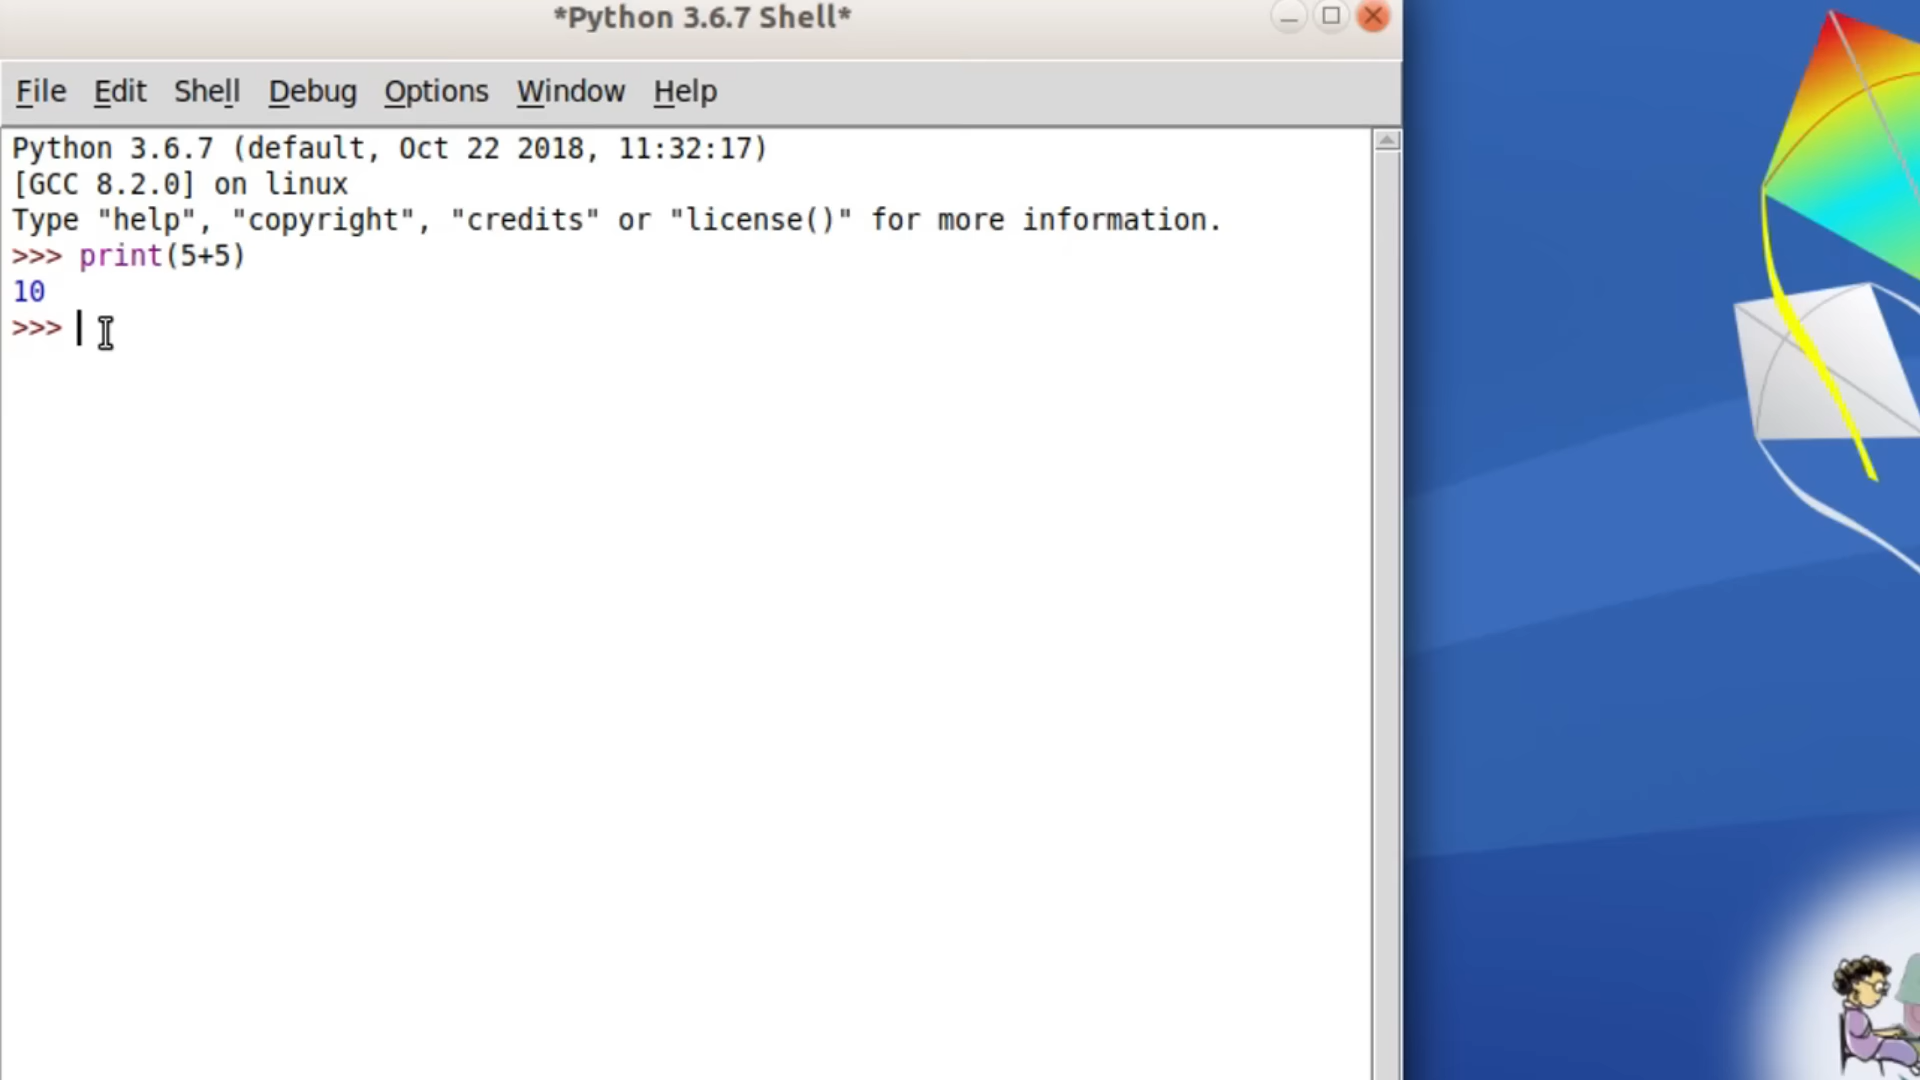 *Python 3.6.7 Shell*
File Edit Shell Debug Options Window Help
Python 3.6.7 (default, Oct 22 2018, 11:32:17)
[GCC 8.2.0] on linux
Type "help", "copyright", "credits" or "license()" for more information.
>>> print(5+5)
10
>>>